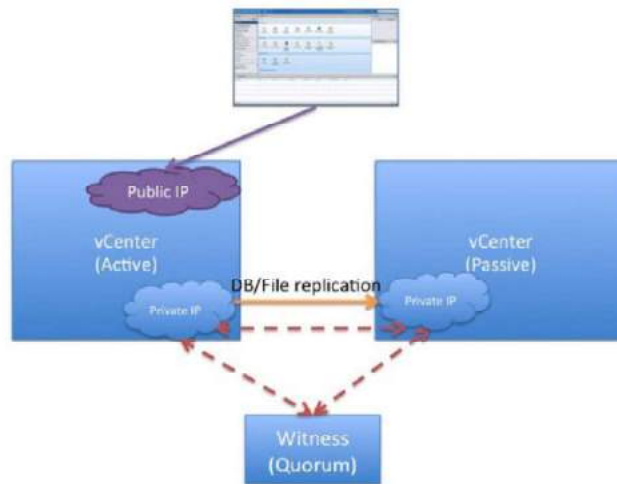 Public IP
vCenter
(Active)
vCenter
(Passive)
DB/File replication
Private IP
Private IP
Witness
(Quorum)